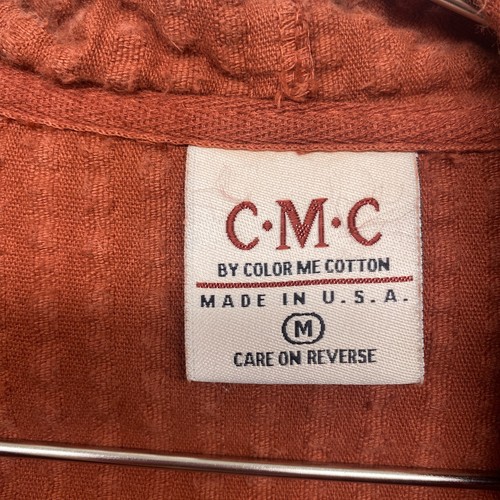 C·M·C
BY COLOR ME COTTON
MADE IN U.S.A.
M
CARE ON REVERSE